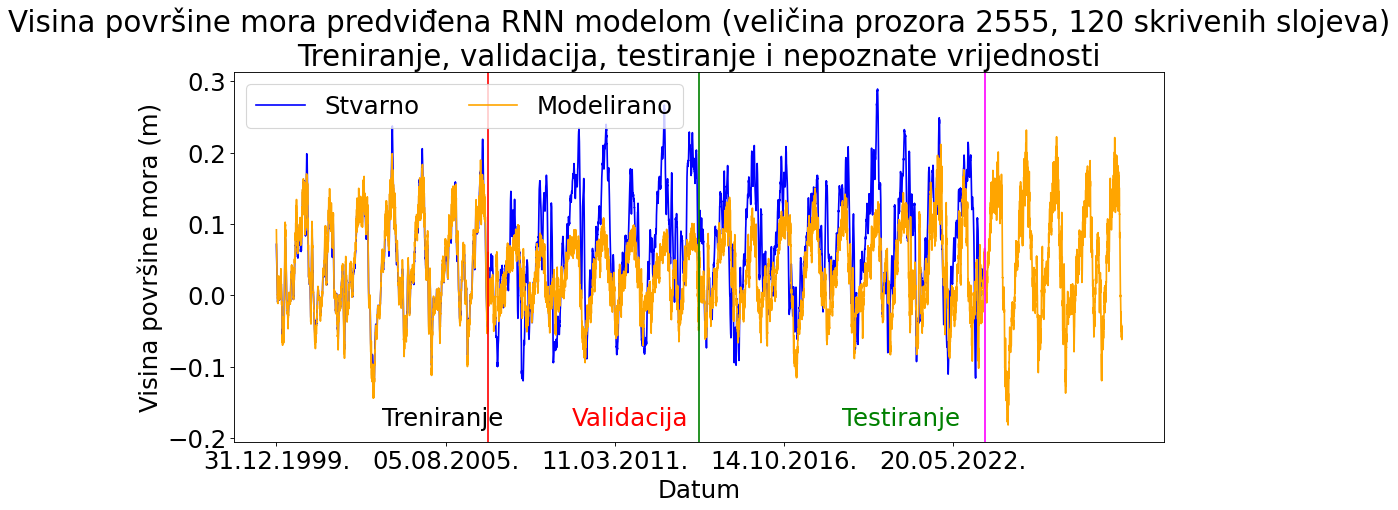 Visina površine mora predviđena RNN modelom (veličina prozora 2555, 120 skrivenih slojeva)
Treniranje, validacija, testiranje i nepoznate vrijednosti
Visina površine mora (m)
0.3
0.2
0.1
0.0
−0.1
−0.2
Stvarno Modelirano
Treniranje Validacija Testiranje
31.12.1999. 05.08.2005. 11.03.2011. 14.10.2016. 20.05.2022.
Datum